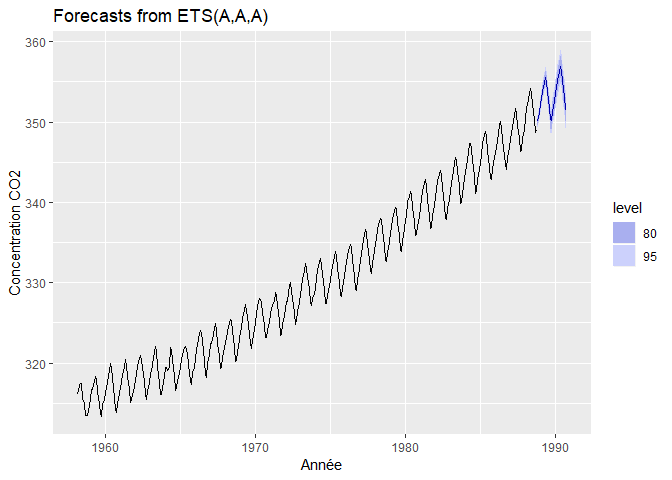 Forecasts from ETS(A,A,A)
360
350
340
330
320
Concentration CO2
1960
1970
1980
1990
Année
level
80
95